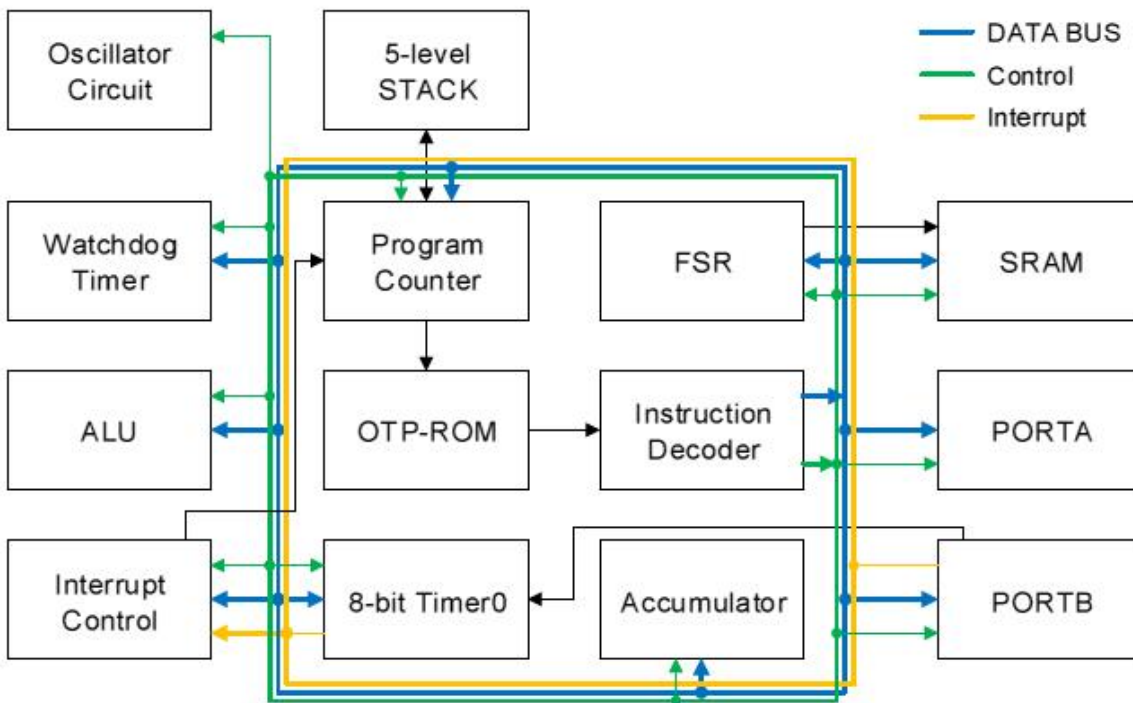 Oscillator
Circuit
5-level
STACK
DATA BUS
Control
Interrupt
Watchdog
Timer
Program
Counter
FSR
SRAM
ALU
OTP-ROM
Instruction
Decoder
PORTA
Interrupt
Control
8-bit Timer0
Accumulator
PORTB